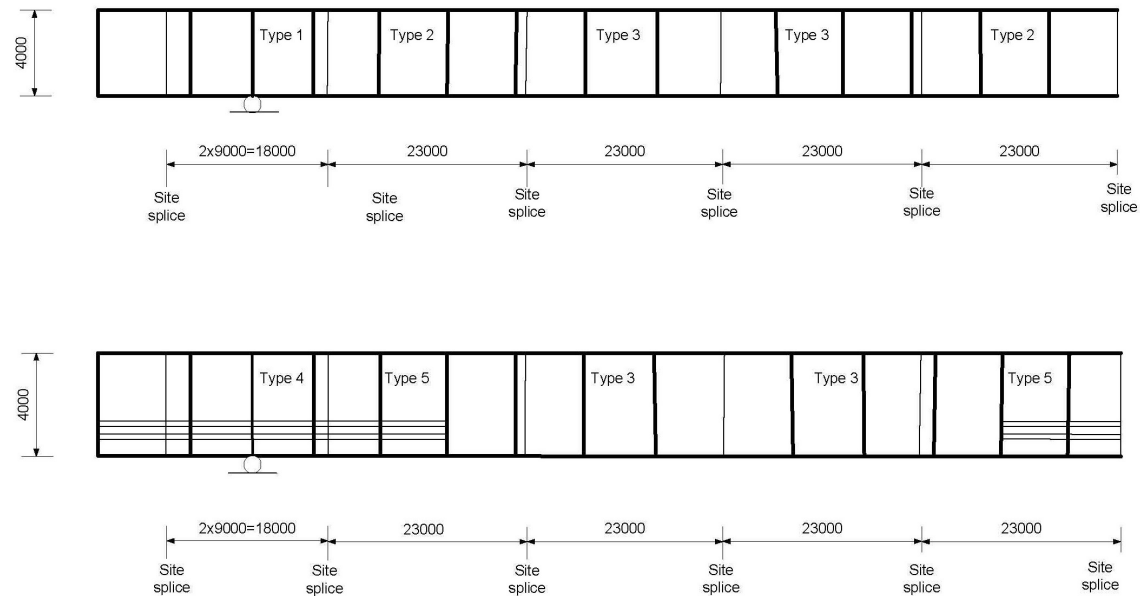 4000
Type 1
Type 2
Type 3
Type 3
Type 2
2x9000=18000
23000
23000
23000
23000
Site
splice
Site
splice
Site
splice
Site
splice
Site
splice
Site
splice
4000
Type 4
Type 5
Type 3
Type 3
Type 5
2x9000=18000
23000
23000
23000
23000
Site
splice
Site
splice
Site
splice
Site
splice
Site
splice
Site
splice